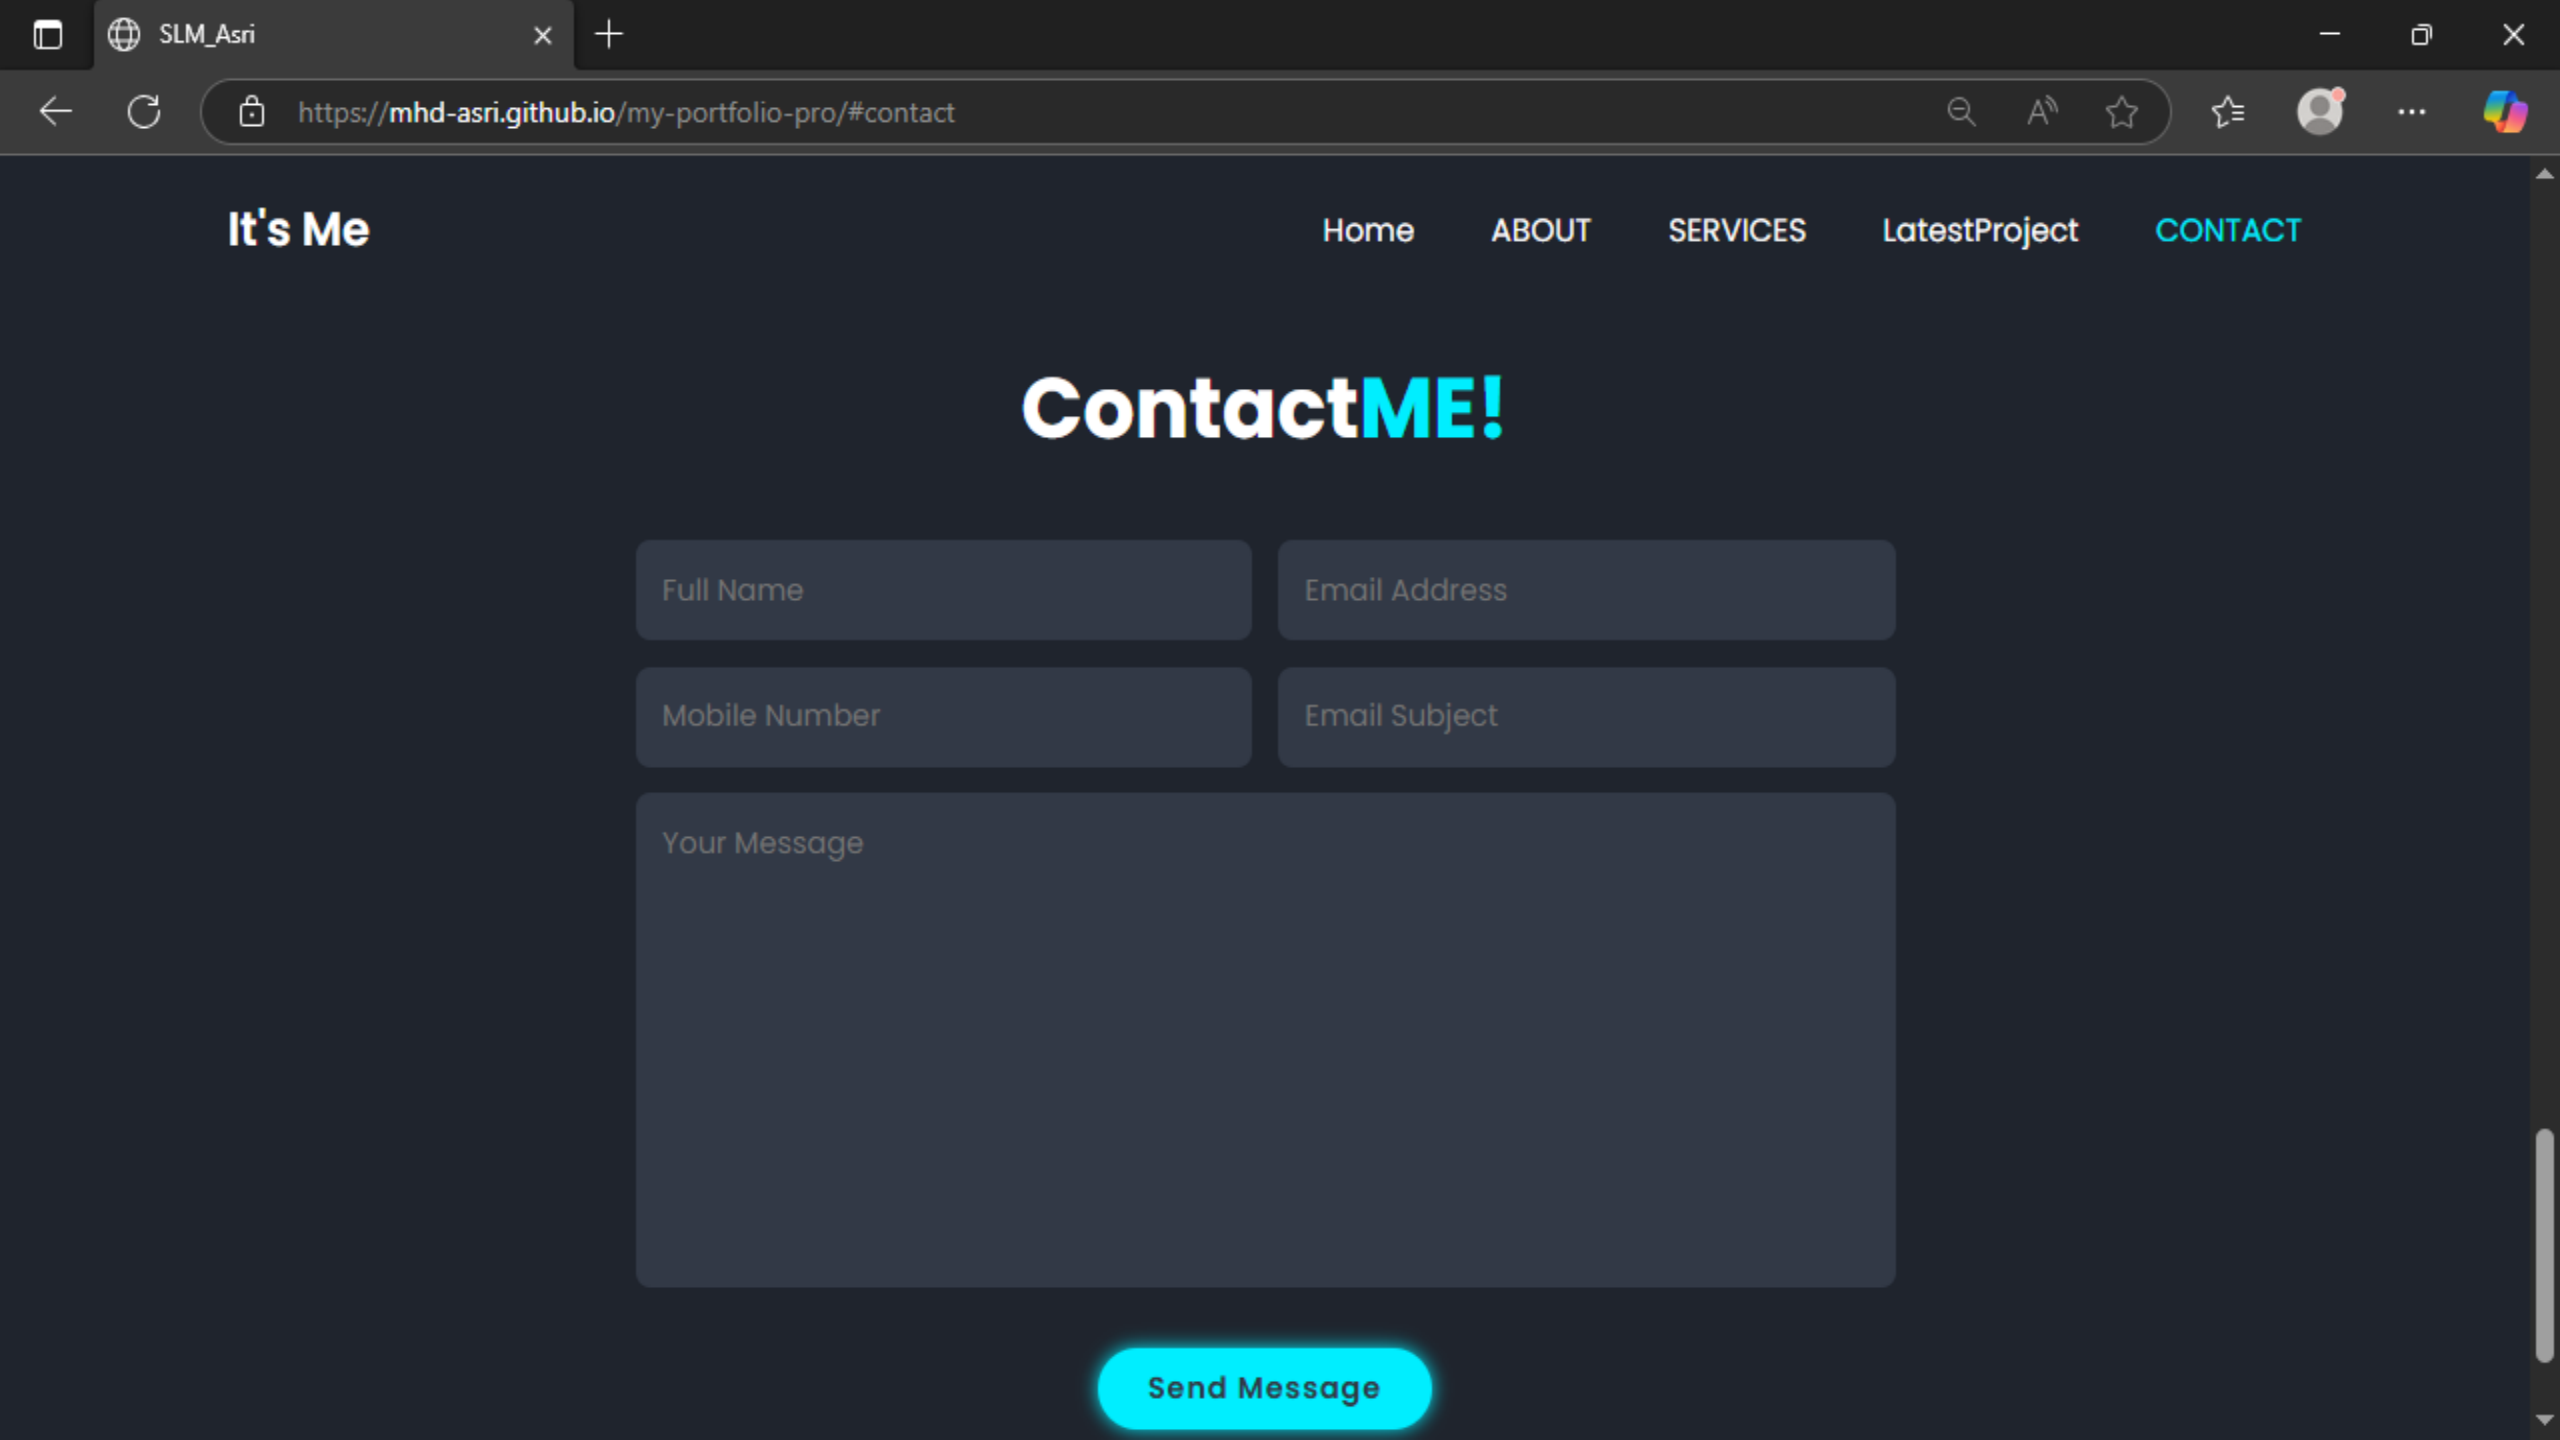 SLM_Asri
https://mhd-asri.github.io/my-portfolio-pro/#contact
It's Me
Home ABOUT SERVICES LatestProject CONTACT
ContactME!
Full Name Email Address
Mobile Number Email Subject
Your Message
Send Message